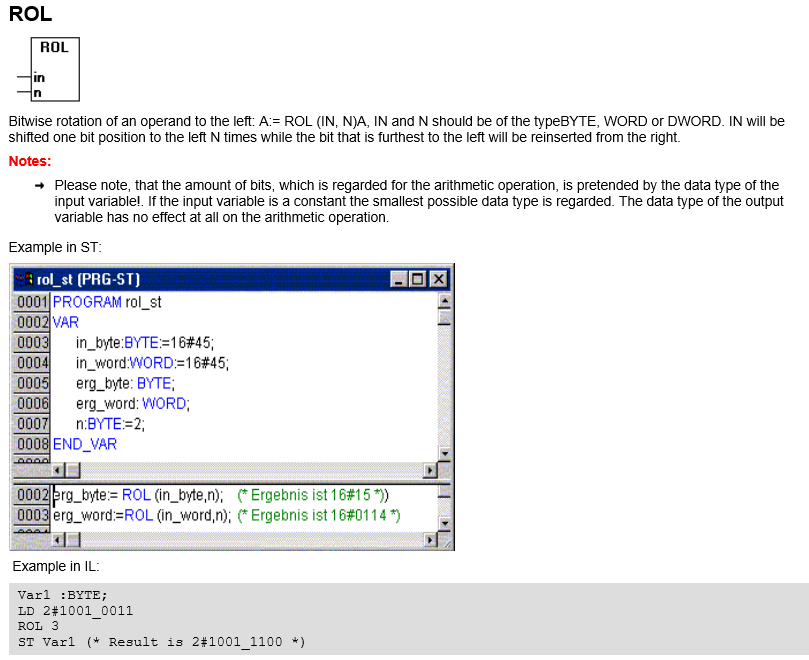 ROL
ROL
in
n
Bitwise rotation of an operand to the left: A:= ROL (IN, N)A, IN and N should be of the typeBYTE, WORD or DWORD. IN will be
shifted one bit position to the left N times while the bit that is furthest to the left will be reinserted from the right.
Notes:
➞ Please note, that the amount of bits, which is regarded for the arithmetic operation, is pretended by the data type of the
input variable!. If the input variable is a constant the smallest possible data type is regarded. The data type of the output
variable has no effect at all on the arithmetic operation.
Example in ST:
rol_st (PRG-ST)
0001 PROGRAM rol_st
0002 VAR
0003 in_byte:BYTE:=16#45;
0004 in_word:WORD:=16#45;
0005 erg_byte: BYTE;
0006 erg_word: WORD;
0007 n:BYTE:=2;
0008 END_VAR
0002 erg_byte:= ROL (in_byte,n); (* Ergebnis ist 16#15 *))
0003 erg_word:=ROL (in_word,n); (* Ergebnis ist 16#0114 *)
Example in IL:
Var1 :BYTE;
LD 2#1001_0011
ROL 3
ST Var1 (* Result is 2#1001_1100 *)